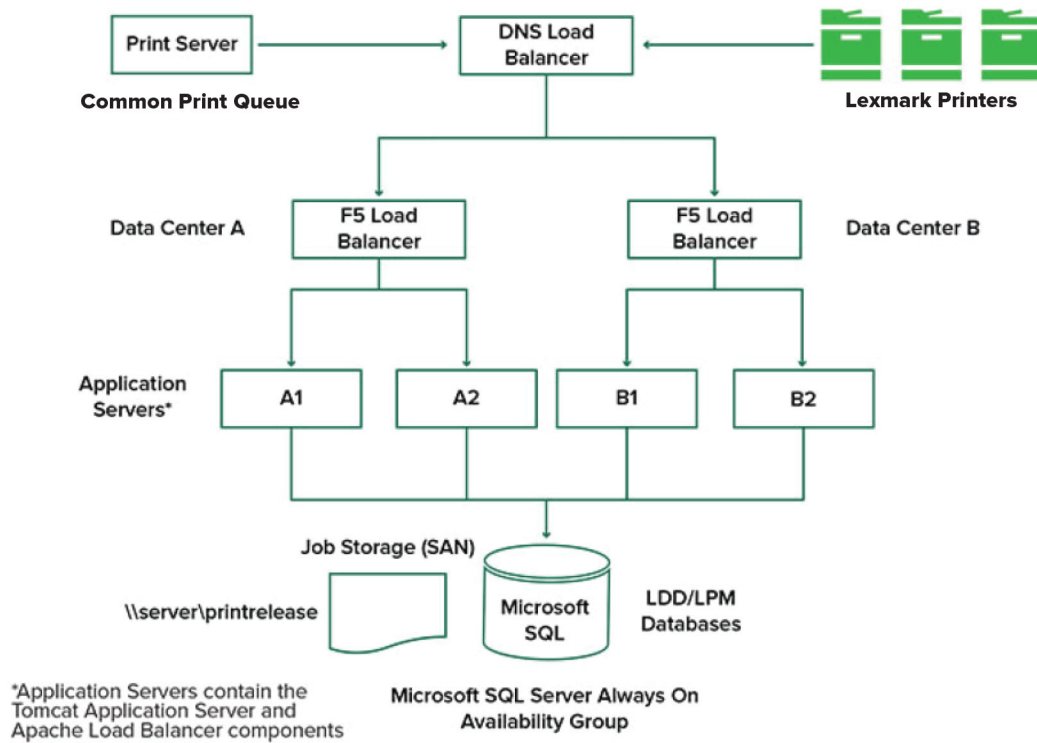 Print Server
DNS Load
Balancer
Common Print Queue
Lexmark Printers
Data Center A
F5 Load
Balancer
F5 Load
Balancer
Data Center B
Application
Servers*
A1
A2
B1
B2
Job Storage (SAN)
\\server\printrelease
Microsoft
SQL
LDD/LPM
Databases
*Application Servers contain the
Tomcat Application Server and
Apache Load Balancer components
Microsoft SQL Server Always On
Availability Group